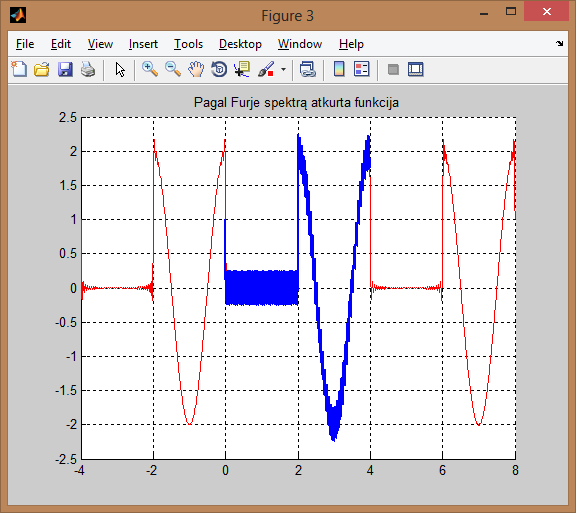 Figure 3
File Edit View Insert Tools Desktop Window Help
Pagal Furje spektrą atkurta funkcija
2.5
2
1.5
1
0.5
0
-0.5
-1
-1.5
-2
-2.5
-4 -2 0 2 4 6 8